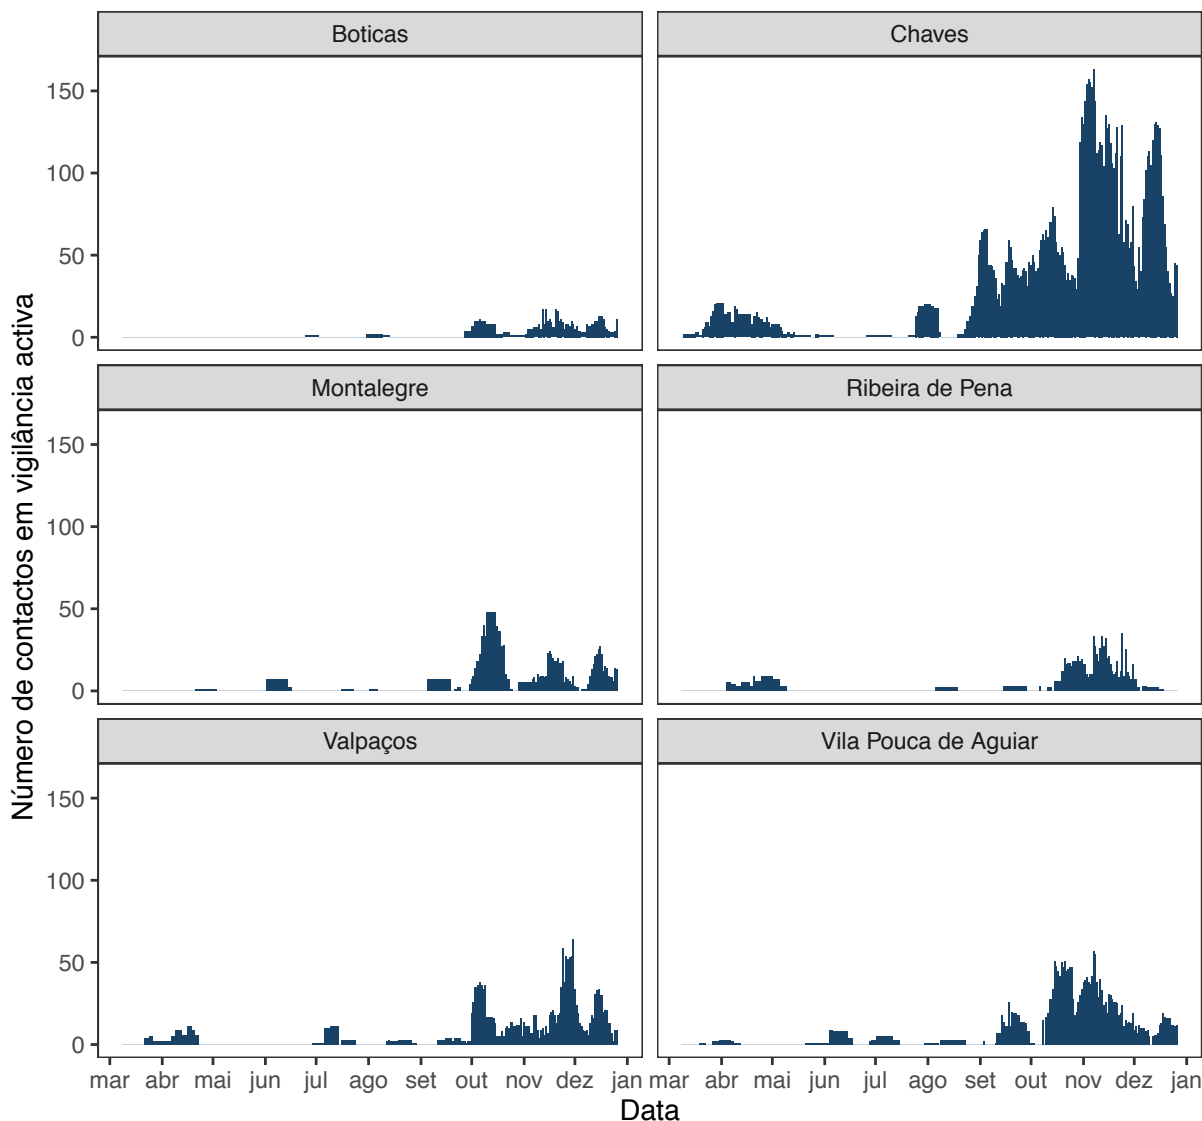 Boticas
Chaves
150
100
50
0
Montalegre
Ribeira de Pena
150
100
50
0
Número de contactos em vigilância activa
Valpaços
Vila Pouca de Aguiar
150
100
50
0
mar abr mai jun jul ago set out nov dez jan
mar abr mai jun jul ago set out nov dez jan
Data